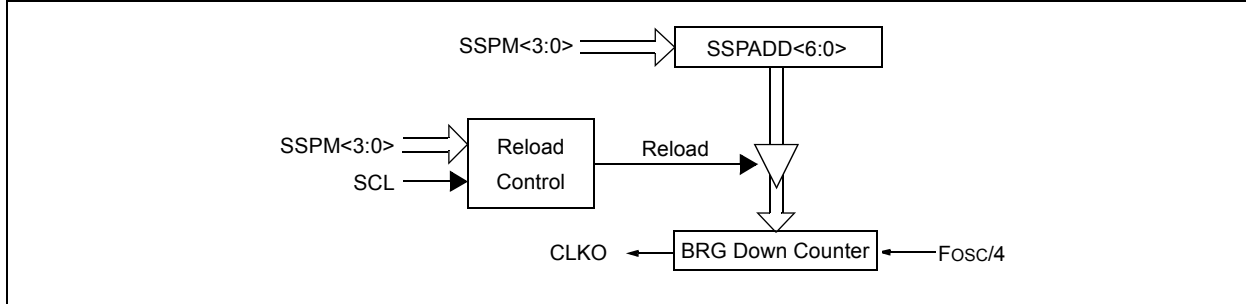 SSPM<3:0>
SSPADD<6:0>
SSPM<3:0>
SCL
Reload
Control
Reload
CLKO
BRG Down Counter
FOSC/4